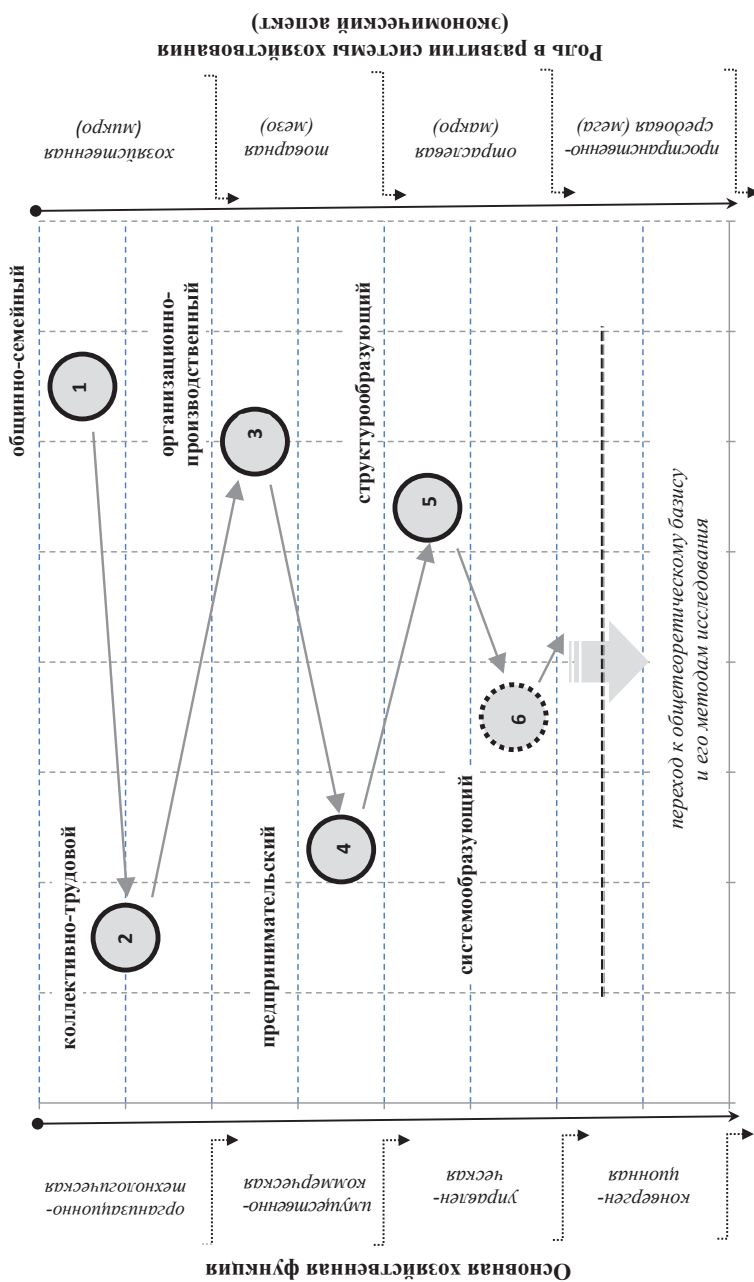 Роль в развитии системы хозяйствования
(экономический аспект)
хозяйственная
(микро)
товарная
(мезо)
отраслевая
(макро)
пространственно-
средовая (мега)
общинно-семейный
1
организационно-
производственный
3
структурообразующий
5
коллективно-трудовой
2
предпринимательский
4
системообразующий
6
переход к общетеоретическому базису
и его методам исследования
организационно-
технологическая
имущественно-
коммерческая
управлен-
ческая
конверген-
ционная
Основная хозяйственная функция